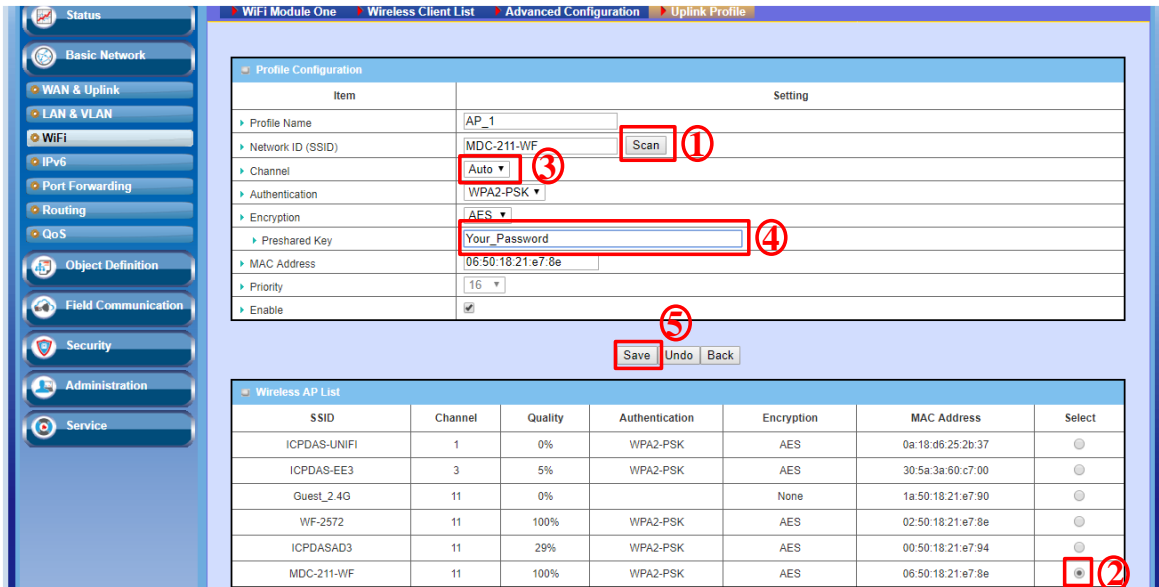 Status
WiFi Module One Wireless Client List Advanced Configuration Uplink Profile
Basic Network
WAN & Uplink
LAN & VLAN
WiFi
IPv6
Port Forwarding
Routing
QoS
Object Definition
Field Communication
Security
Administration
Service
Profile Configuration
Item Setting
Profile Name AP_1
Network ID (SSID) MDC-211-WF Scan ①
Channel Auto ③
Authentication WPA2-PSK
Encryption AES
Preshared Key Your_Password ④
MAC Address 06:50:18:21:e7:8e
Priority 16
Enable
⑤
Save Undo Back
Wireless AP List
SSID Channel Quality Authentication Encryption MAC Address Select
ICPDAS-UNIFI 1 0% WPA2-PSK AES 0a:18:d6:25:2b:37
ICPDAS-EE3 3 5% WPA2-PSK AES 30:5a:3a:60:c7:00
Guest_2.4G 11 0% None 1a:50:18:21:e7:90
WF-2572 11 100% WPA2-PSK AES 02:50:18:21:e7:8e
ICPDASAD3 11 29% WPA2-PSK AES 00:50:18:21:e7:94
MDC-211-WF 11 100% WPA2-PSK AES 06:50:18:21:e7:8e ②